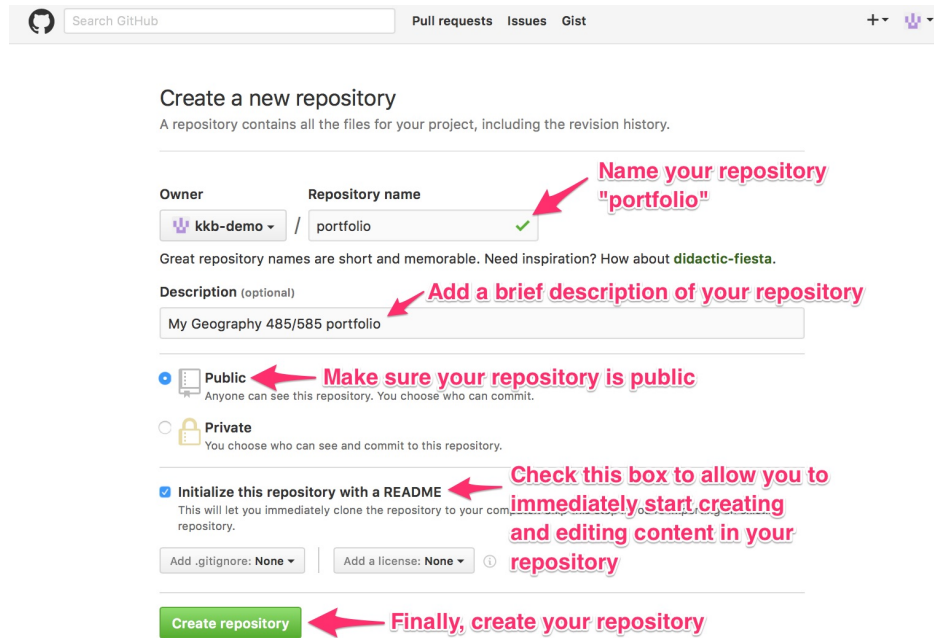 Search GitHub
Pull requests Issues Gist
Create a new repository
A repository contains all the files for your project, including the revision history.
Name your repository
"portfolio"
Owner
Repository name
kkb-demo / portfolio
Great repository names are short and memorable. Need inspiration? How about didactic-fiesta.
Add a brief description of your repository
Description (optional)
My Geography 485/585 portfolio
Public
Make sure your repository is public
Anyone can see this repository. You choose who can commit.
Private
You choose who can see and commit to this repository.
Check this box to allow you to
immediately start creating
and editing content in your
repository
Initialize this repository with a README
This will let you immediately clone the repository to your
repository.
Add .gitignore: None
Add a license: None
Create repository
Finally, create your repository